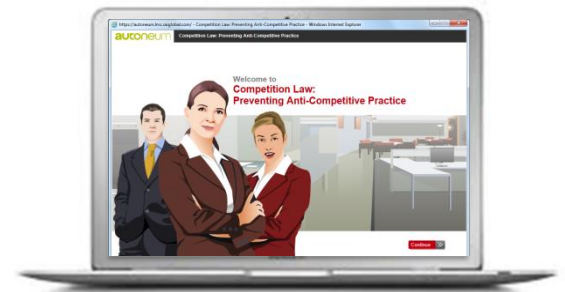 https://autoneum.lms.saiglobal.com/ - Competition Law: Preventing Anti-Competitive Practice - Windows Internet Explorer
autoneum Competition Law: Preventing Anti-Competitive Practice
Welcome to
Competition Law:
Preventing Anti-Competitive Practice
Continue